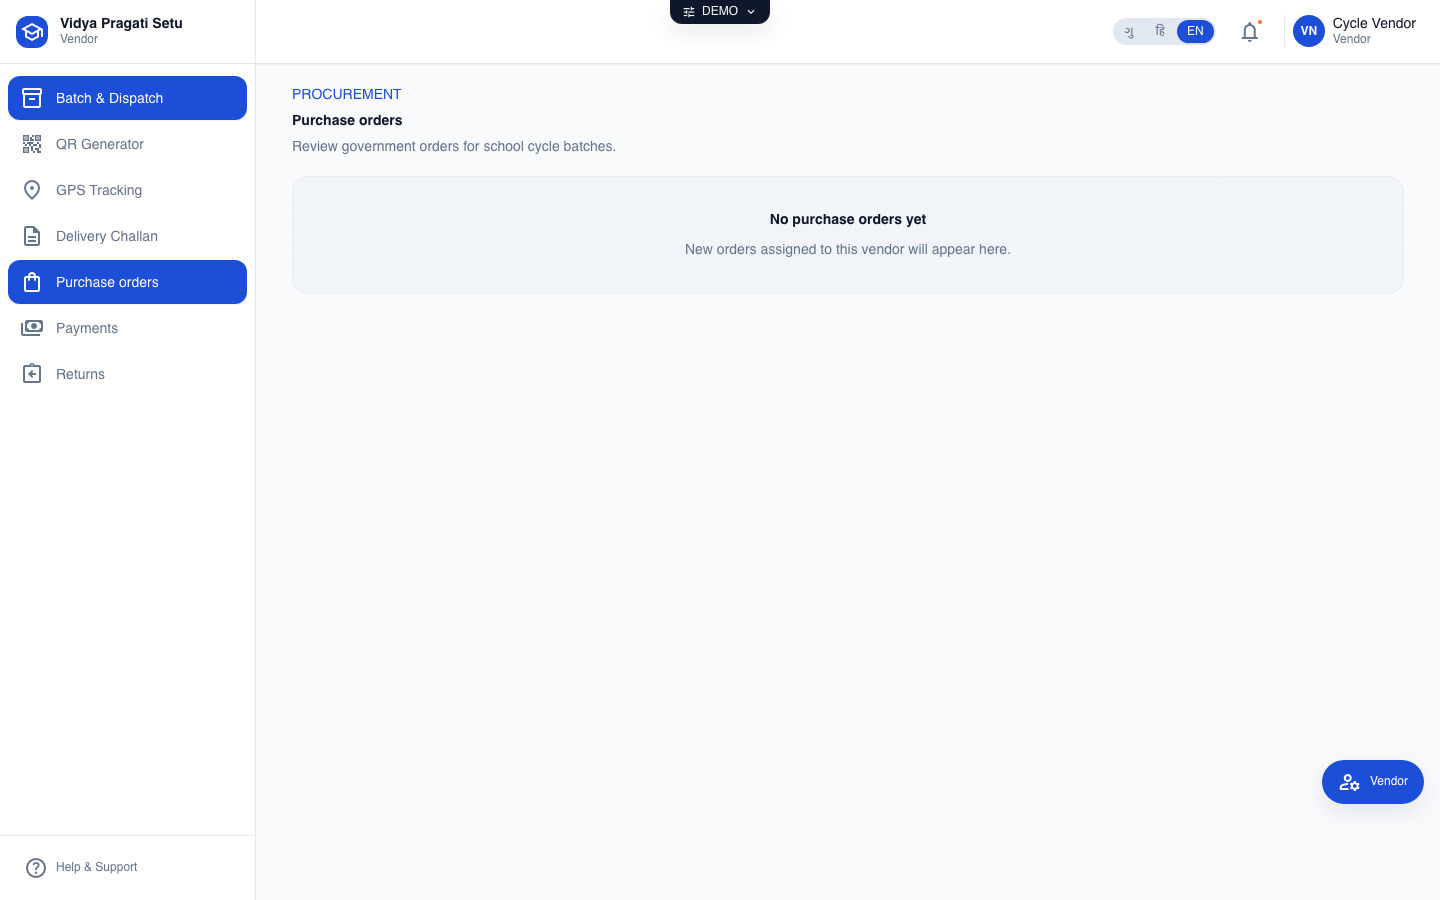 Vidya Pragati Setu
Vendor
DEMO
ગુ
हि
EN
VN
Cycle Vendor
Vendor
Batch & Dispatch
QR Generator
GPS Tracking
Delivery Challan
Purchase orders
Payments
Returns
Help & Support
PROCUREMENT
Purchase orders
Review government orders for school cycle batches.
No purchase orders yet
New orders assigned to this vendor will appear here.
Vendor